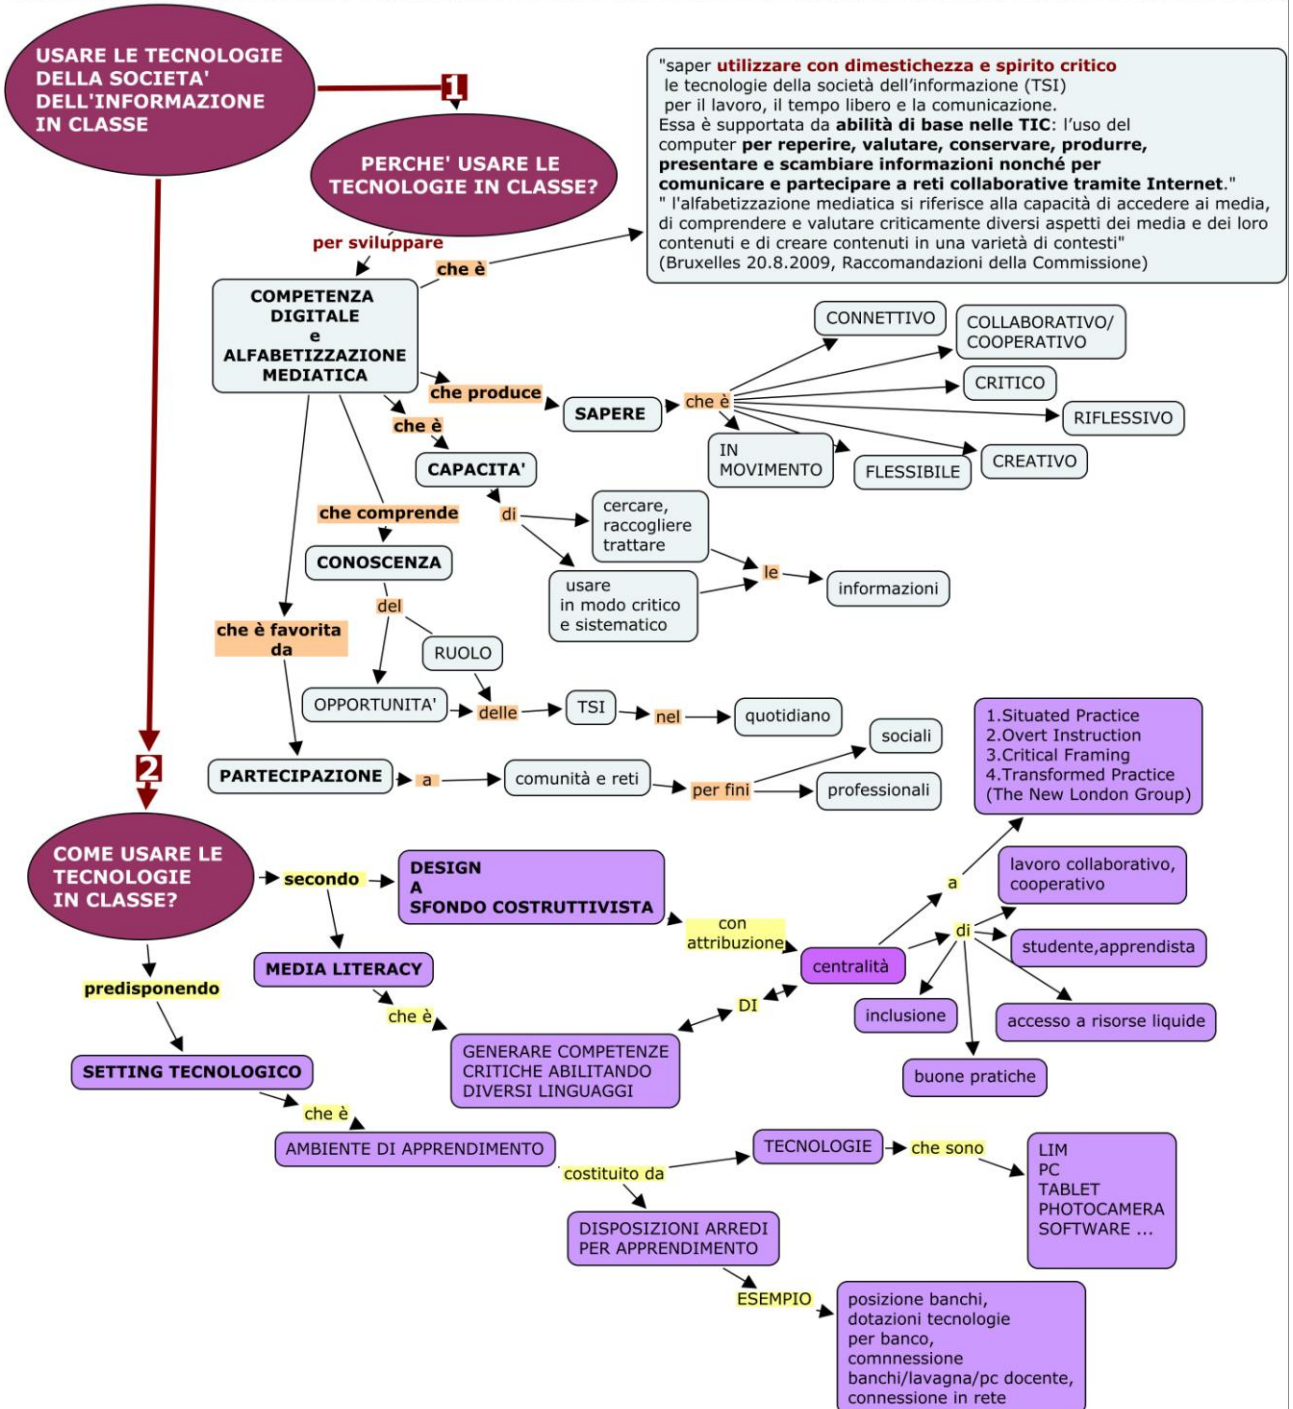 USARE LE TECNOLOGIE
DELLA SOCIETA'
DELL'INFORMAZIONE
IN CLASSE
1
PERCHE' USARE LE
TECNOLOGIE IN CLASSE?
"saper utilizzare con dimestichezza e spirito critico
le tecnologie della società dell'informazione (TSI)
per il lavoro, il tempo libero e la comunicazione.
Essa è supportata da abilità di base nelle TIC: l'uso del
computer per reperire, valutare, conservare, produrre,
presentare e scambiare informazioni nonché per
comunicare e partecipare a reti collaborative tramite Internet."
" l'alfabetizzazione mediatica si riferisce alla capacità di accedere ai media,
di comprendere e valutare criticamente diversi aspetti dei media e dei loro
contenuti e di creare contenuti in una varietà di contesti"
(Bruxelles 20.8.2009, Raccomandazioni della Commissione)
per sviluppare
che è
COMPETENZA
DIGITALE
e
ALFABETIZZAZIONE
MEDIATICA
che produce
SAPERE
che è
CONNETTIVO
COLLABORATIVO/
COOPERATIVO
CRITICO
RIFLESSIVO
CREATIVO
FLESSIBILE
IN
MOVIMENTO
che è
CAPACITA'
di
cercare,
raccogliere
trattare
usare
in modo critico
e sistematico
le
informazioni
che comprende
CONOSCENZA
del
RUOLO
OPPORTUNITA'
delle
TSI
nel
quotidiano
che è favorita
da
PARTECIPAZIONE
a
comunità e reti
per fini
sociali
professionali
2
COME USARE LE
TECNOLOGIE
IN CLASSE?
secondo
DESIGN
A
SFONDO COSTRUTTIVISTA
con
attribuzione
centralità
a
1.Situated Practice
2.Overt Instruction
3.Critical Framing
4.Transformed Practice
(The New London Group)
di
lavoro collaborativo,
cooperativo
studente,apprendista
accesso a risorse liquide
buone pratiche
inclusione
MEDIA LITERACY
che è
GENERARE COMPETENZE
CRITICHE ABILITANDO
DIVERSI LINGUAGGI
DI
predisponendo
SETTING TECNOLOGICO
che è
AMBIENTE DI APPRENDIMENTO
costituito da
TECNOLOGIE
che sono
LIM
PC
TABLET
PHOTOCAMERA
SOFTWARE ...
DISPOSIZIONI ARREDI
PER APPRENDIMENTO
ESEMPIO
posizione banchi,
dotazioni tecnologie
per banco,
comnnessione
banchi/lavagna/pc docente,
connessione in rete